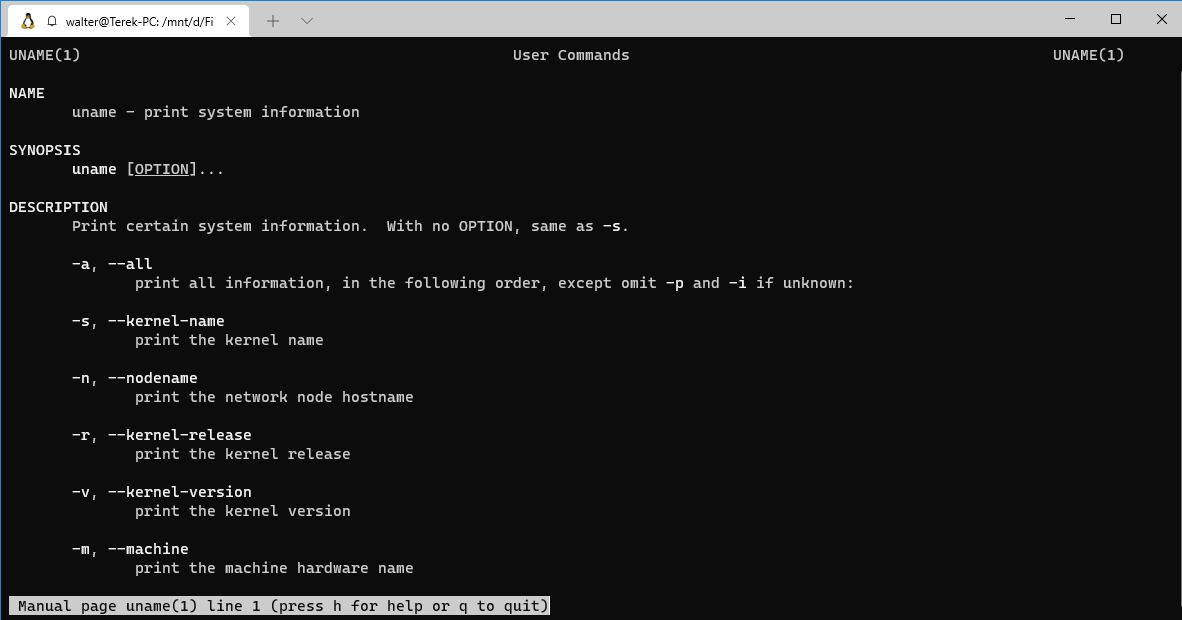 walter@Terek-PC: /mnt/d/Fi
UNAME(1) User Commands UNAME(1)
NAME
uname - print system information
SYNOPSIS
uname [OPTION]...
DESCRIPTION
Print certain system information.  With no OPTION, same as -s.
-a, --all
print all information, in the following order, except omit -p and -i if unknown:
-s, --kernel-name
print the kernel name
-n, --nodename
print the network node hostname
-r, --kernel-release
print the kernel release
-v, --kernel-version
print the kernel version
-m, --machine
print the machine hardware name
Manual page uname(1) line 1 (press h for help or q to quit)